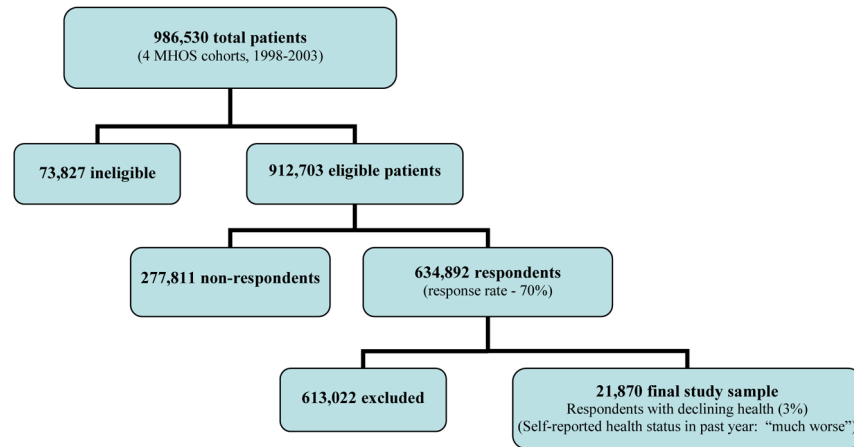 986,530 total patients
(4 MHOS cohorts, 1998-2003)
73,827 ineligible
912,703 eligible patients
277,811 non-respondents
634,892 respondents
(response rate - 70%)
613,022 excluded
21,870 final study sample
Respondents with declining health (3%)
(Self-reported health status in past year:  “much worse”)